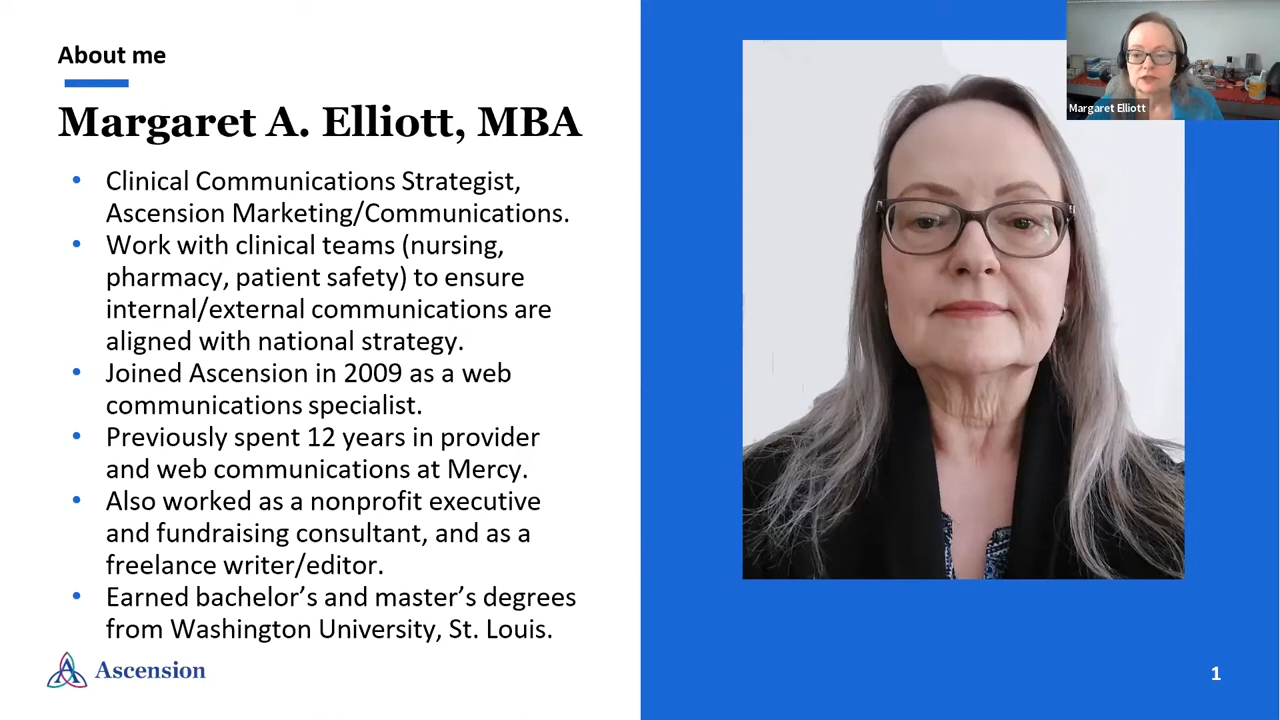 About me
Margaret A. Elliott, MBA
• Clinical Communications Strategist,
Ascension Marketing/Communications.
• Work with clinical teams (nursing,
pharmacy, patient safety) to ensure
internal/external communications are
aligned with national strategy.
• Joined Ascension in 2009 as a web
communications specialist.
• Previously spent 12 years in provider
and web communications at Mercy.
• Also worked as a nonprofit executive
and fundraising consultant, and as a
freelance writer/editor.
• Earned bachelor’s and master’s degrees
from Washington University, St. Louis.
Ascension
Margaret Elliott
1